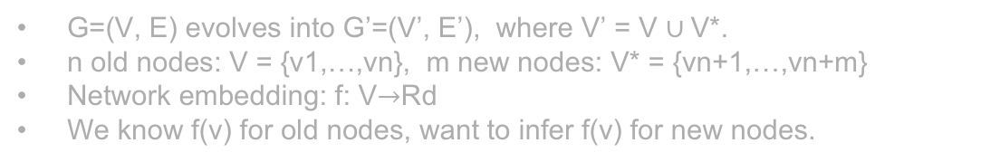 • G=(V, E) evolves into G’=(V’, E’), where V’ = V ∪ V*.
• n old nodes: V = {v1,…,vn}, m new nodes: V* = {vn+1,…,vn+m}
• Network embedding: f: V→Rd
• We know f(v) for old nodes, want to infer f(v) for new nodes.